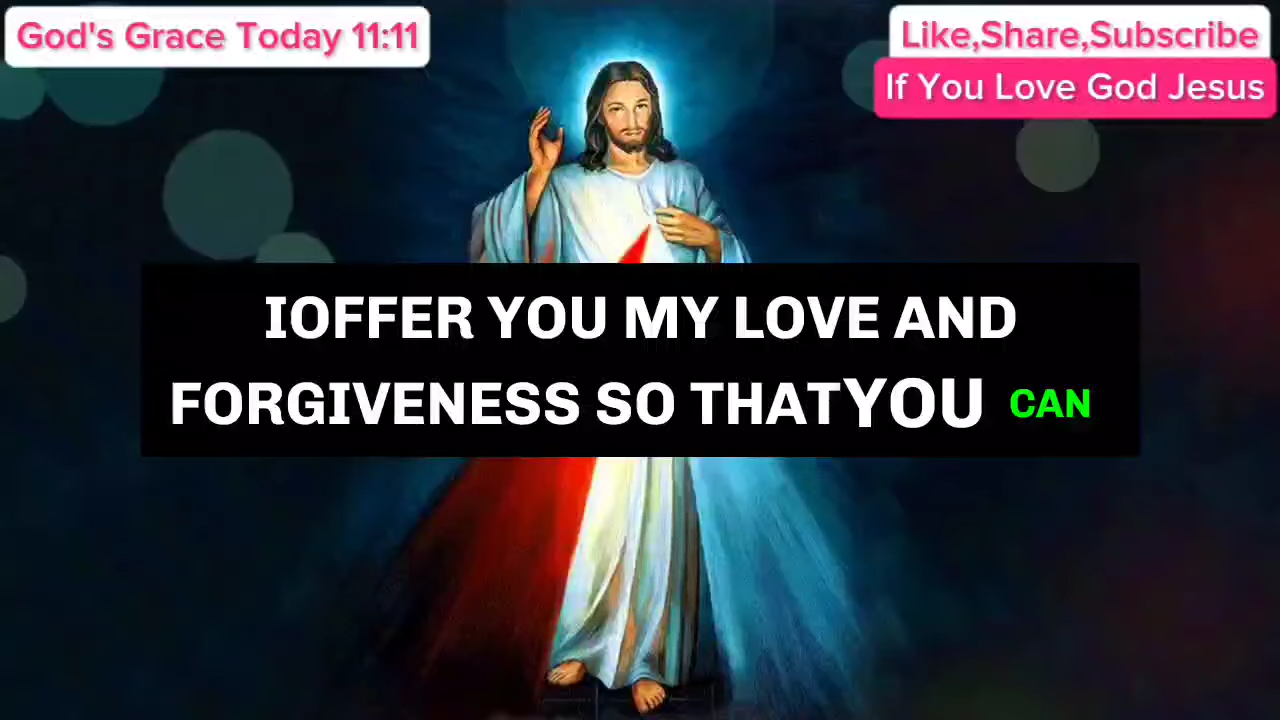 God's Grace Today 11:11
Like,Share,Subscribe
If You Love God Jesus
IOFFER YOU MY LOVE AND
FORGIVENESS SO THATYOU CAN